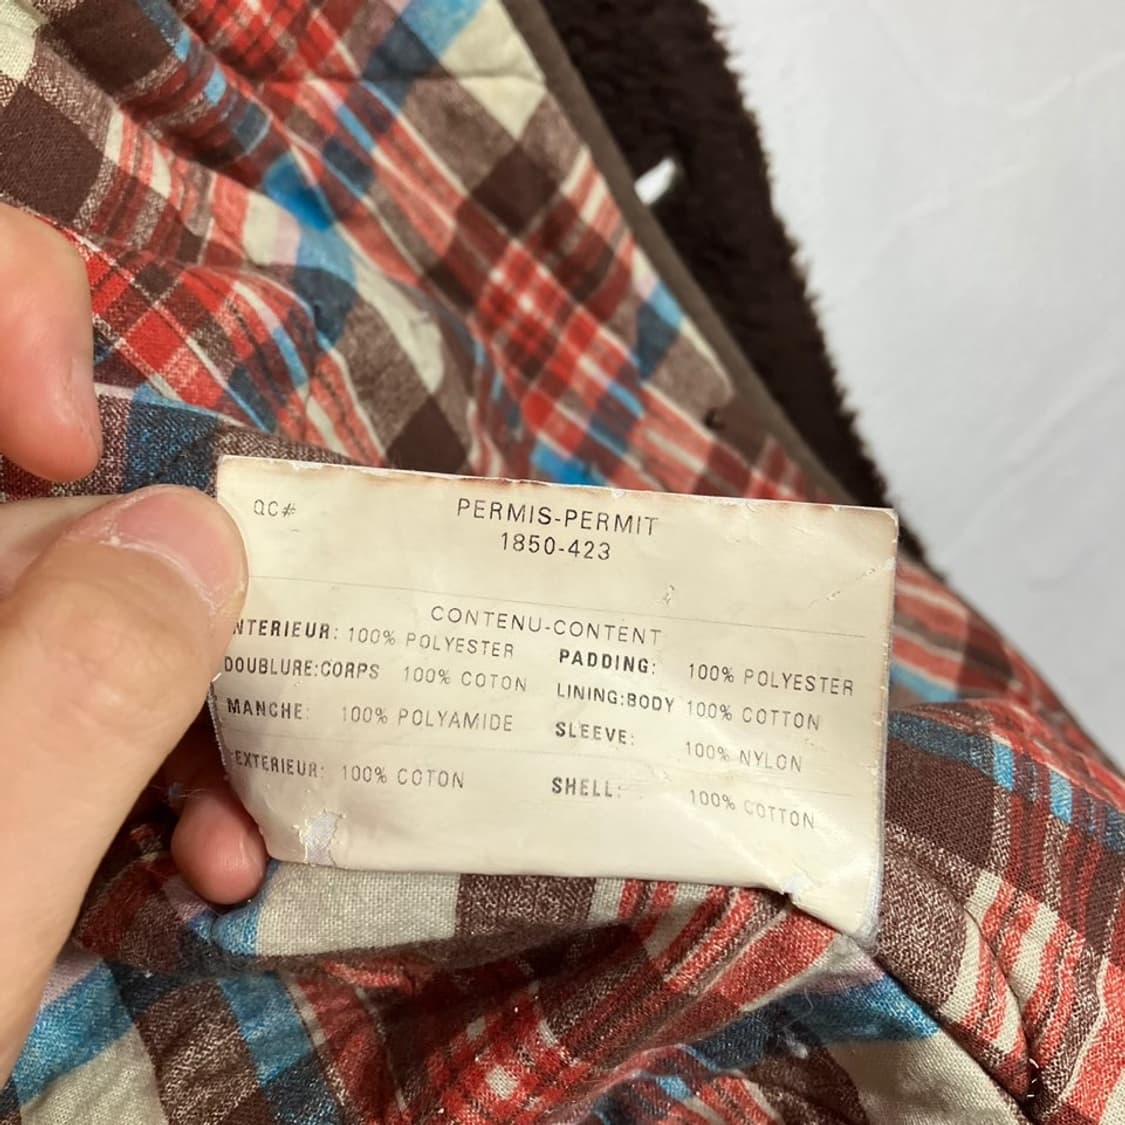 QC#
PERMIS-PERMIT
1850-423
CONTENU-CONTENT
NTERIEUR: 100% POLYESTER
PADDING: 100% POLYESTER
DOUBLURE:CORPS 100% COTON
LINING:BODY 100% COTTON
MANCHE: 100% POLYAMIDE
SLEEVE: 100% NYLON
EXTERIEUR: 100% COTON
SHELL: 100% COTTON